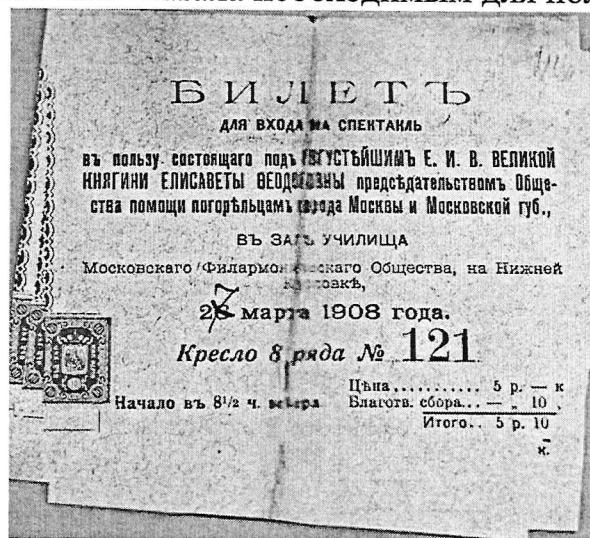 БИЛЕТЪ
ДЛЯ ВХОДА НА СПЕКТАКЛЬ
въ пользу состоящаго подъ АВГУСТѢЙШИМЪ Е. И. В. ВЕЛИКОЙ
КНЯГИНИ ЕЛИСАВЕТЫ ѲЕОДОРОВНЫ предсѣдательствомъ Обще-
ства помощи погорѣльцамъ города Москвы и Московской губ.,
ВЪ ЗАЛѢ УЧИЛИЩА
Московскаго Филармоническаго Общества, на Нижней
Кисловкѣ,
27 марта 1908 года.
Кресло 8 ряда № 121
Цѣна........... 5 р. — к
Начало въ 8½ ч. вечера Благотв. сбора... — „ 10 „
Итого.. 5 р. 10
к.